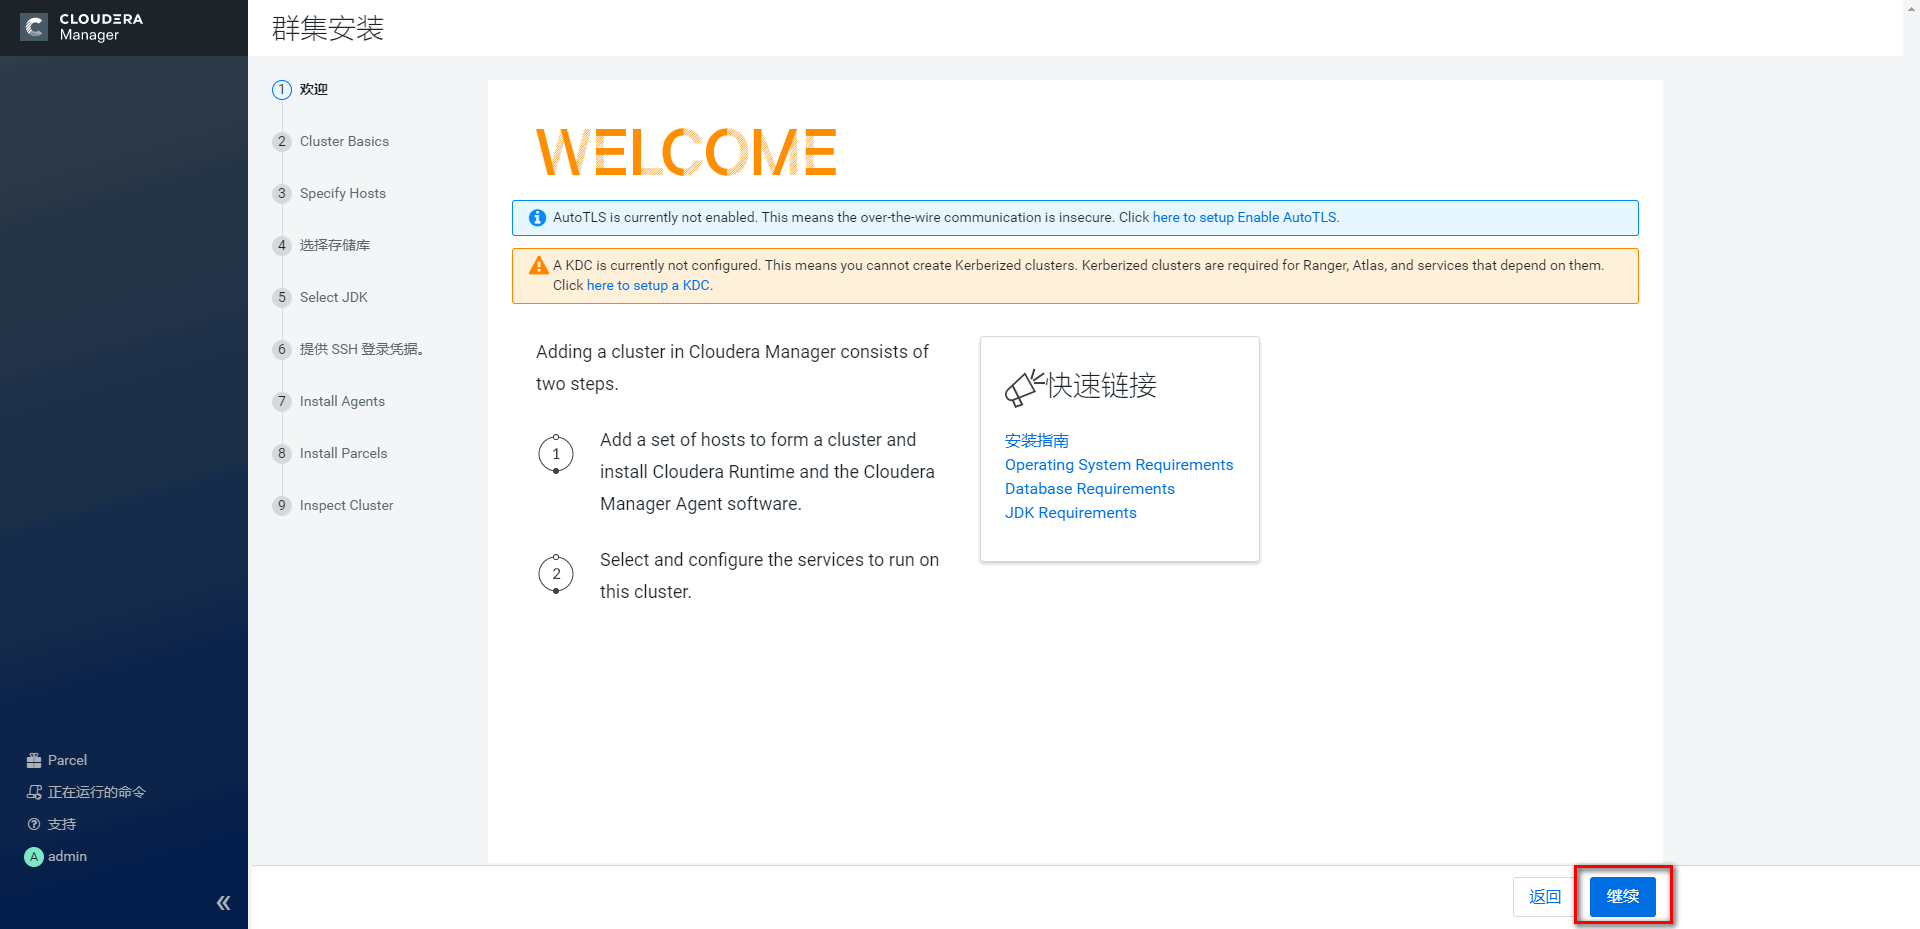 CLOUDERA
Manager
群集安装
1 欢迎
2 Cluster Basics
3 Specify Hosts
4 选择存储库
5 Select JDK
6 提供 SSH 登录凭据。
7 Install Agents
8 Install Parcels
9 Inspect Cluster
WELCOME
AutoTLS is currently not enabled. This means the over-the-wire communication is insecure. Click here to setup Enable AutoTLS.
A KDC is currently not configured. This means you cannot create Kerberized clusters. Kerberized clusters are required for Ranger, Atlas, and services that depend on them.
Click here to setup a KDC.
Adding a cluster in Cloudera Manager consists of
two steps.
1
Add a set of hosts to form a cluster and
install Cloudera Runtime and the Cloudera
Manager Agent software.
2
Select and configure the services to run on
this cluster.
快速链接
安装指南
Operating System Requirements
Database Requirements
JDK Requirements
Parcel
正在运行的命令
支持
A admin
返回
继续